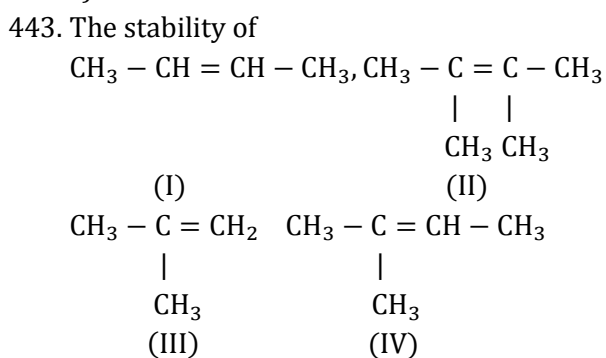 443. The stability of
CH₃ − CH = CH − CH₃, CH₃ − C = C − CH₃
| |
CH₃ CH₃
(I) (II)
CH₃ − C = CH₂ CH₃ − C = CH − CH₃
| |
CH₃ CH₃
(III) (IV)